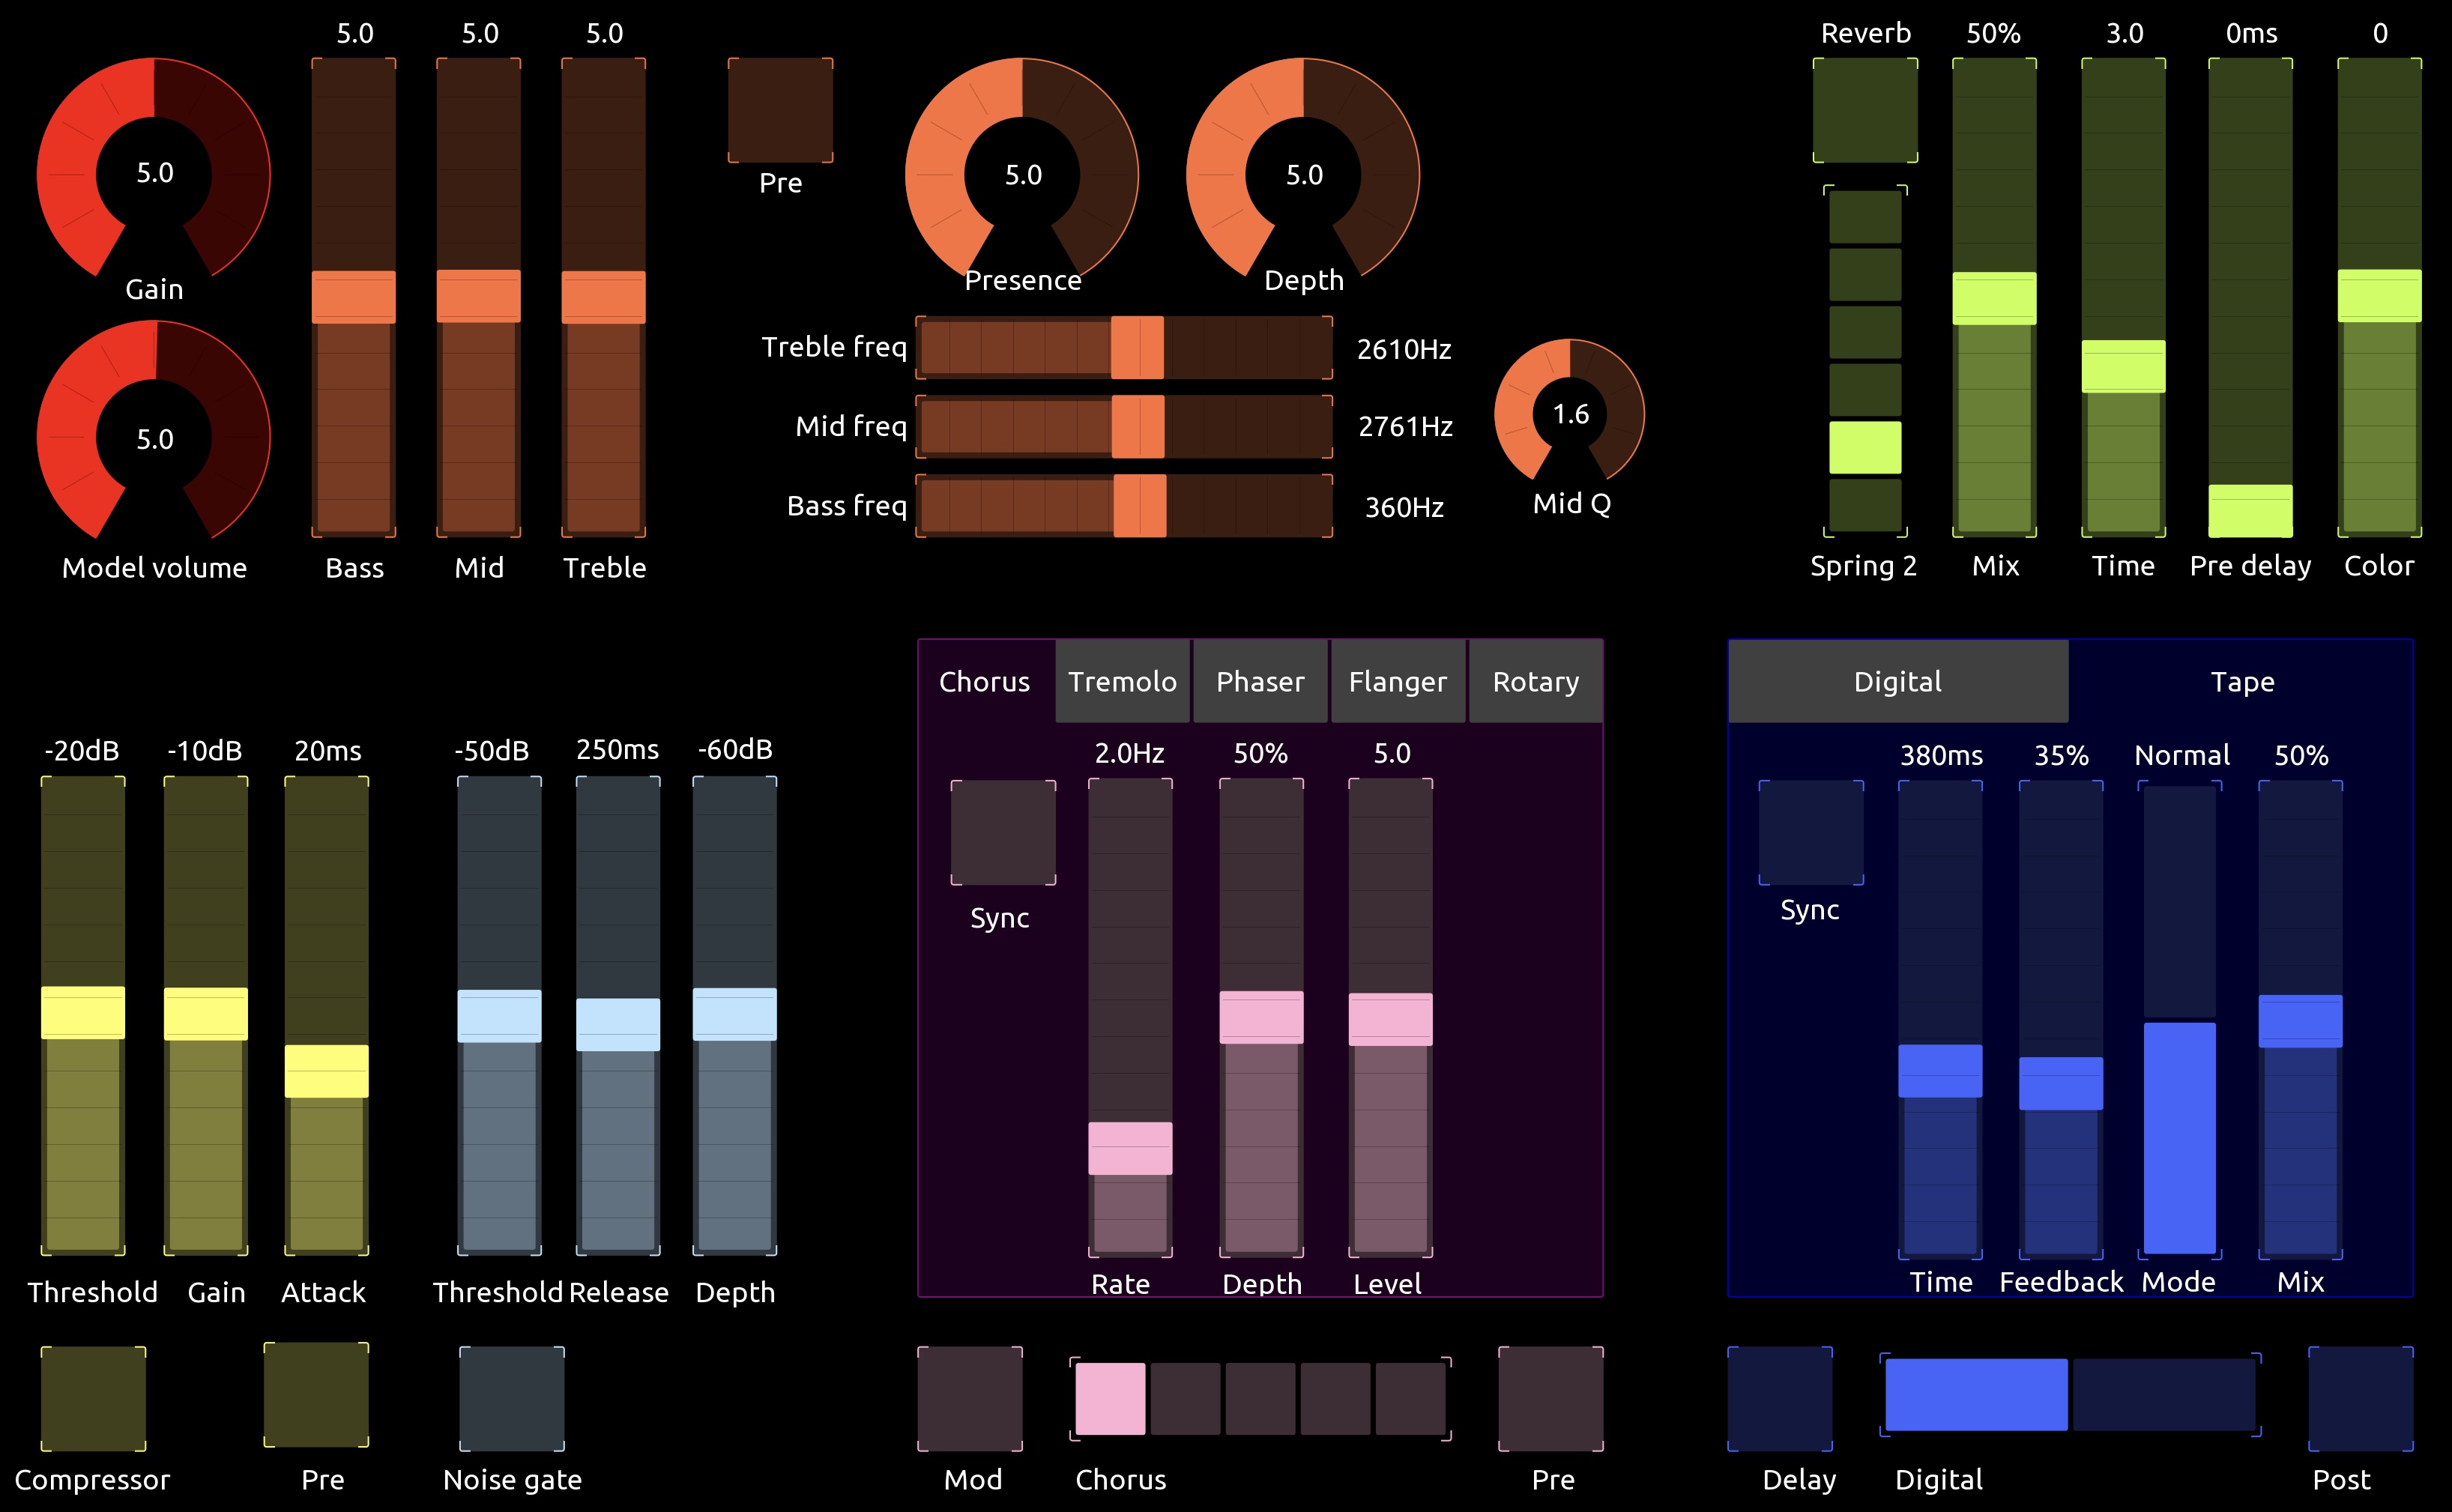 5.0 5.0 5.0
Reverb 50% 3.0 0ms 0
5.0
Gain
5.0
Model volume
Bass Mid Treble
Pre
5.0
Presence
5.0
Depth
Treble freq 2610Hz
Mid freq 2761Hz
Bass freq 360Hz
1.6
Mid Q
Spring 2 Mix Time Pre delay Color
-20dB -10dB 20ms
Threshold Gain Attack
-50dB 250ms -60dB
Threshold Release Depth
Compressor Pre Noise gate
Chorus Tremolo Phaser Flanger Rotary
2.0Hz 50% 5.0
Sync
Rate Depth Level
Mod Chorus Pre
Digital Tape
380ms 35% Normal 50%
Sync
Time Feedback Mode Mix
Delay Digital Post